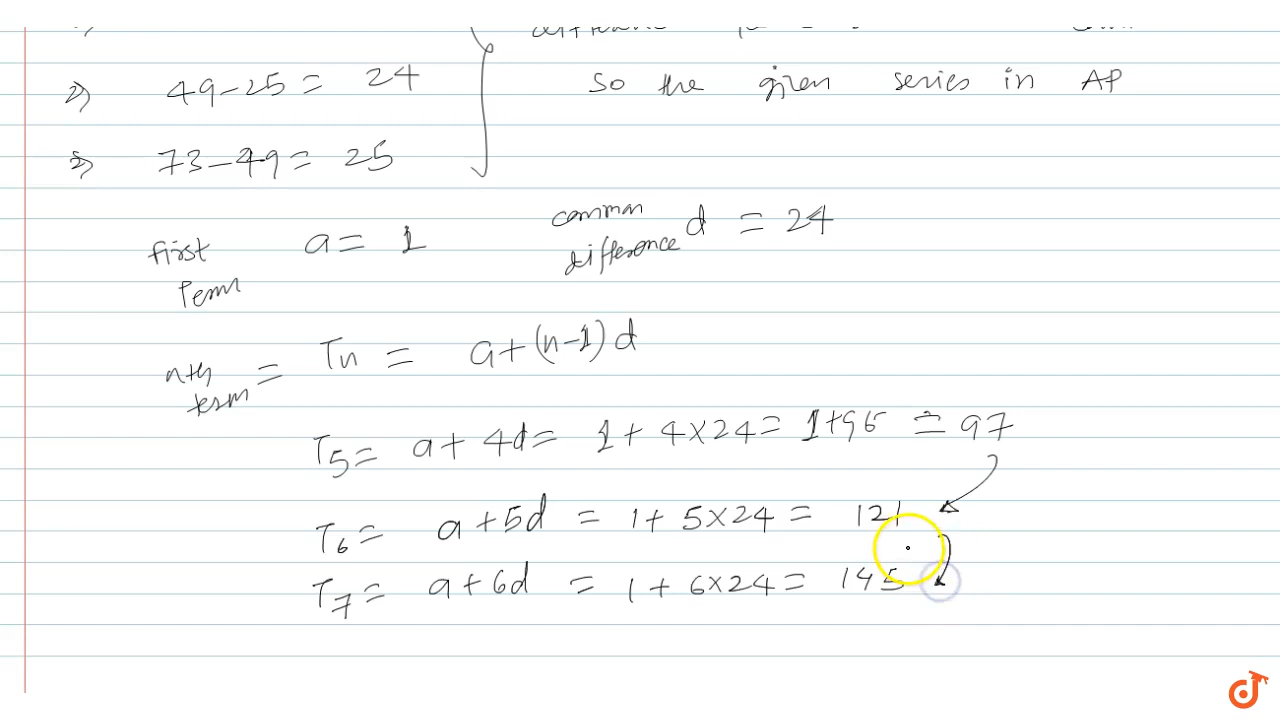 ⇒) 49-25 = 24
so the given series in AP
⇒) 73-49 = 25
first Term a = 1
common difference d = 24
nth term = Tn = a+(n-1)d
T5 = a+4d = 1+4×24 = 1+96 = 97
T6 = a+5d = 1+5×24 = 121
T7 = a+6d = 1+6×24 = 145